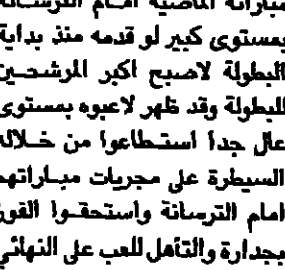 مباراته الماضية امام الترسانة
بمستوى كبير لو قدمه منذ بداية
البطولة لاصبح اكبر المرشحين
للبطولة وقد ظهر لاعبوه بمستوى
عال جدا استطاعوا من خلاله
السيطرة على مجريات مباراتهم
امام الترسانة واستحقوا الفوز
بجدارة والتأهل للعب على النهائي